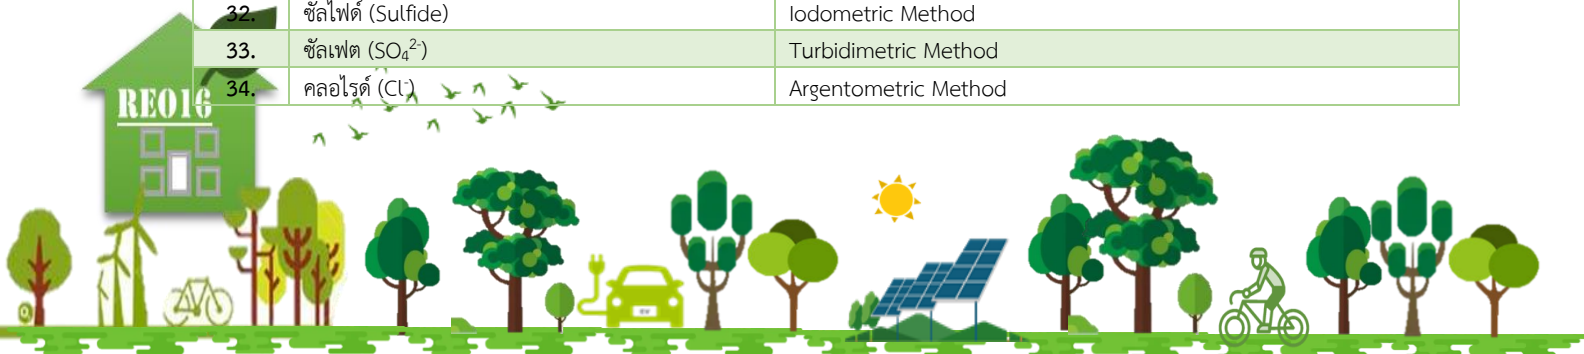 32. ซัลไฟด์ (Sulfide) Iodometric Method
33. ซัลเฟต (SO₄²⁻) Turbidimetric Method
34. คลอไรด์ (Cl⁻) Argentometric Method
REO16